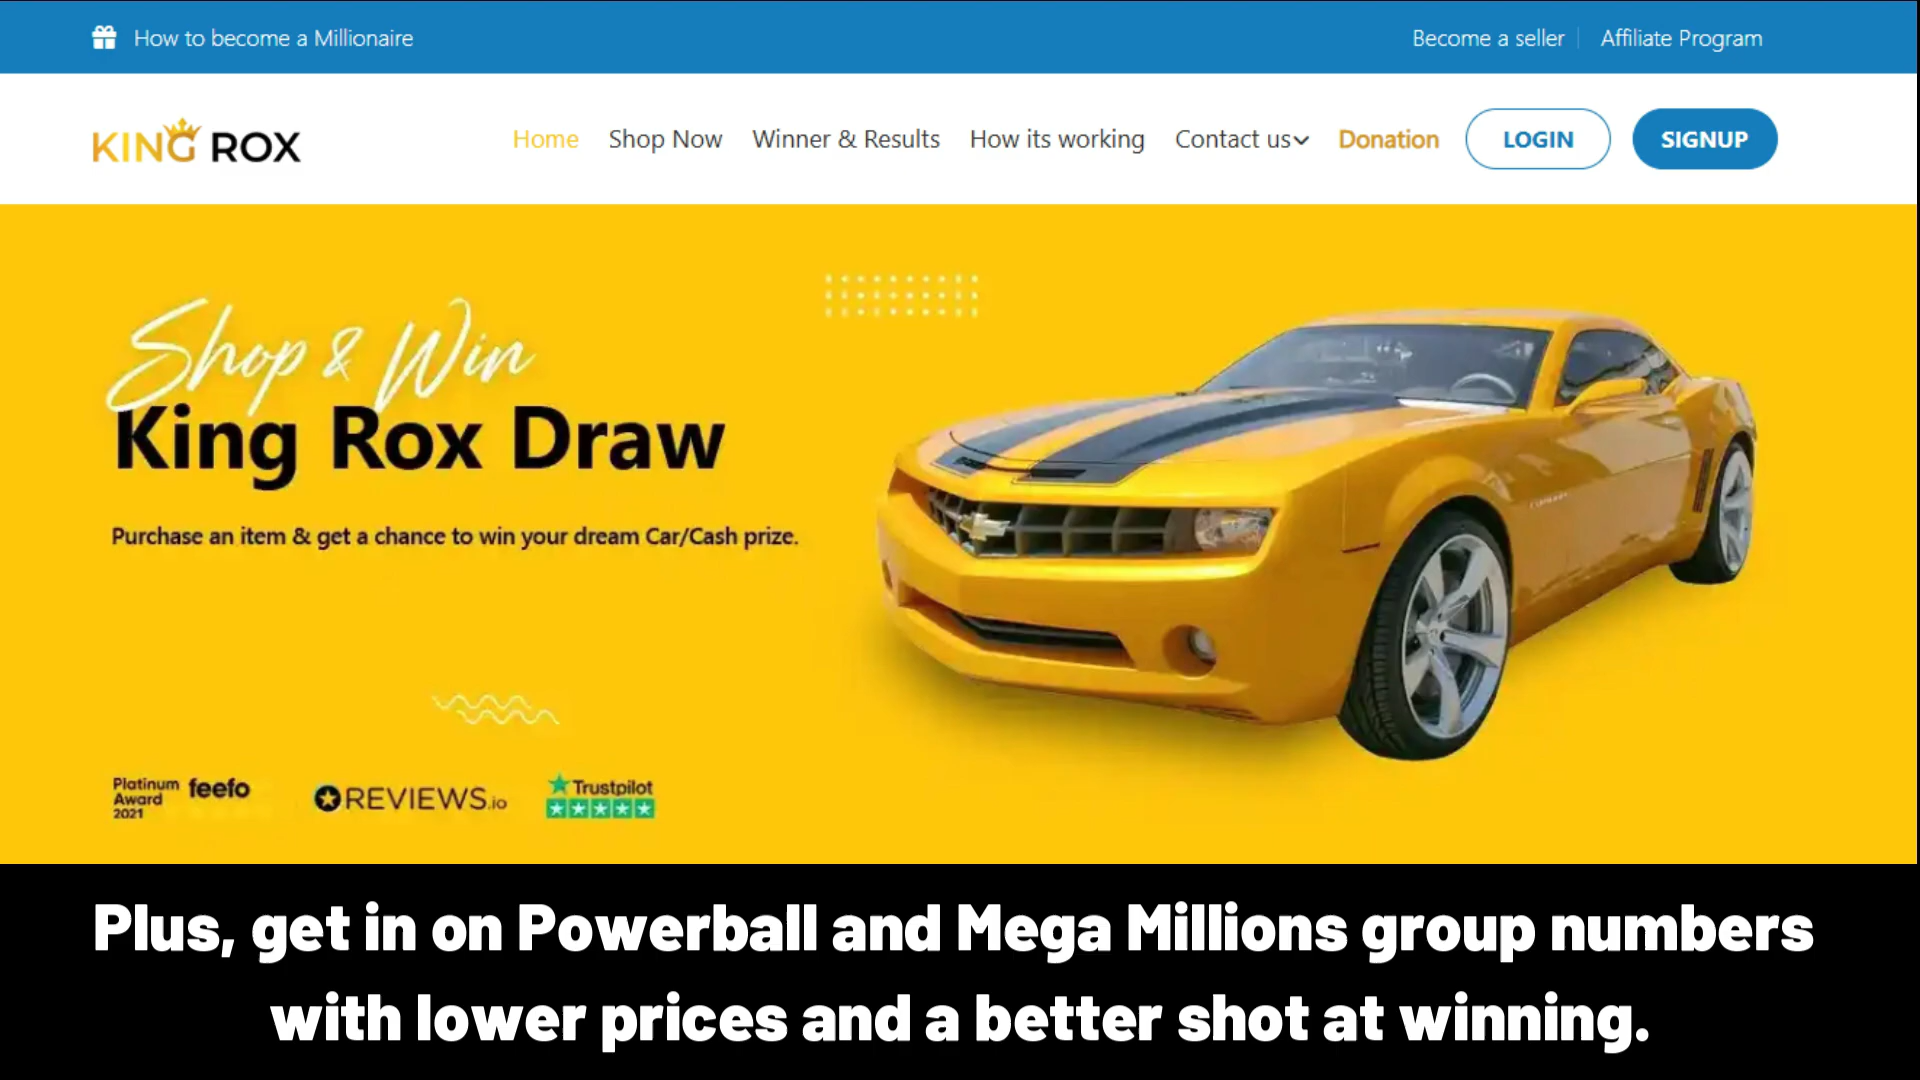 How to become a Millionaire
Become a seller
Affiliate Program
KING ROX
Home
Shop Now
Winner & Results
How its working
Contact us
Donation
LOGIN
SIGNUP
Shop & Win
King Rox Draw
Purchase an item & get a chance to win your dream Car/Cash prize.
Platinum
Award
2021
feefo
REVIEWS.io
Trustpilot
Plus, get in on Powerball and Mega Millions group numbers
with lower prices and a better shot at winning.